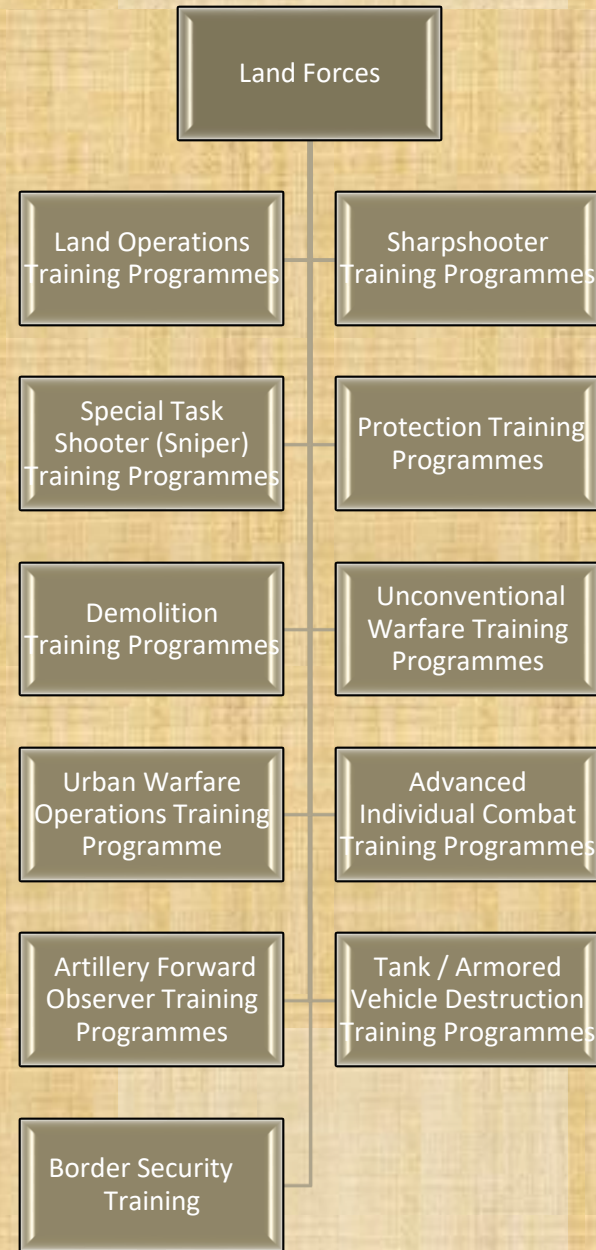 Land Forces
Land Operations
Training Programmes
Sharpshooter
Training Programmes
Special Task
Shooter (Sniper)
Training Programmes
Protection Training
Programmes
Demolition
Training Programmes
Unconventional
Warfare Training
Programmes
Urban Warfare
Operations Training
Programme
Advanced
Individual Combat
Training Programmes
Artillery Forward
Observer Training
Programmes
Tank / Armored
Vehicle Destruction
Training Programmes
Border Security
Training